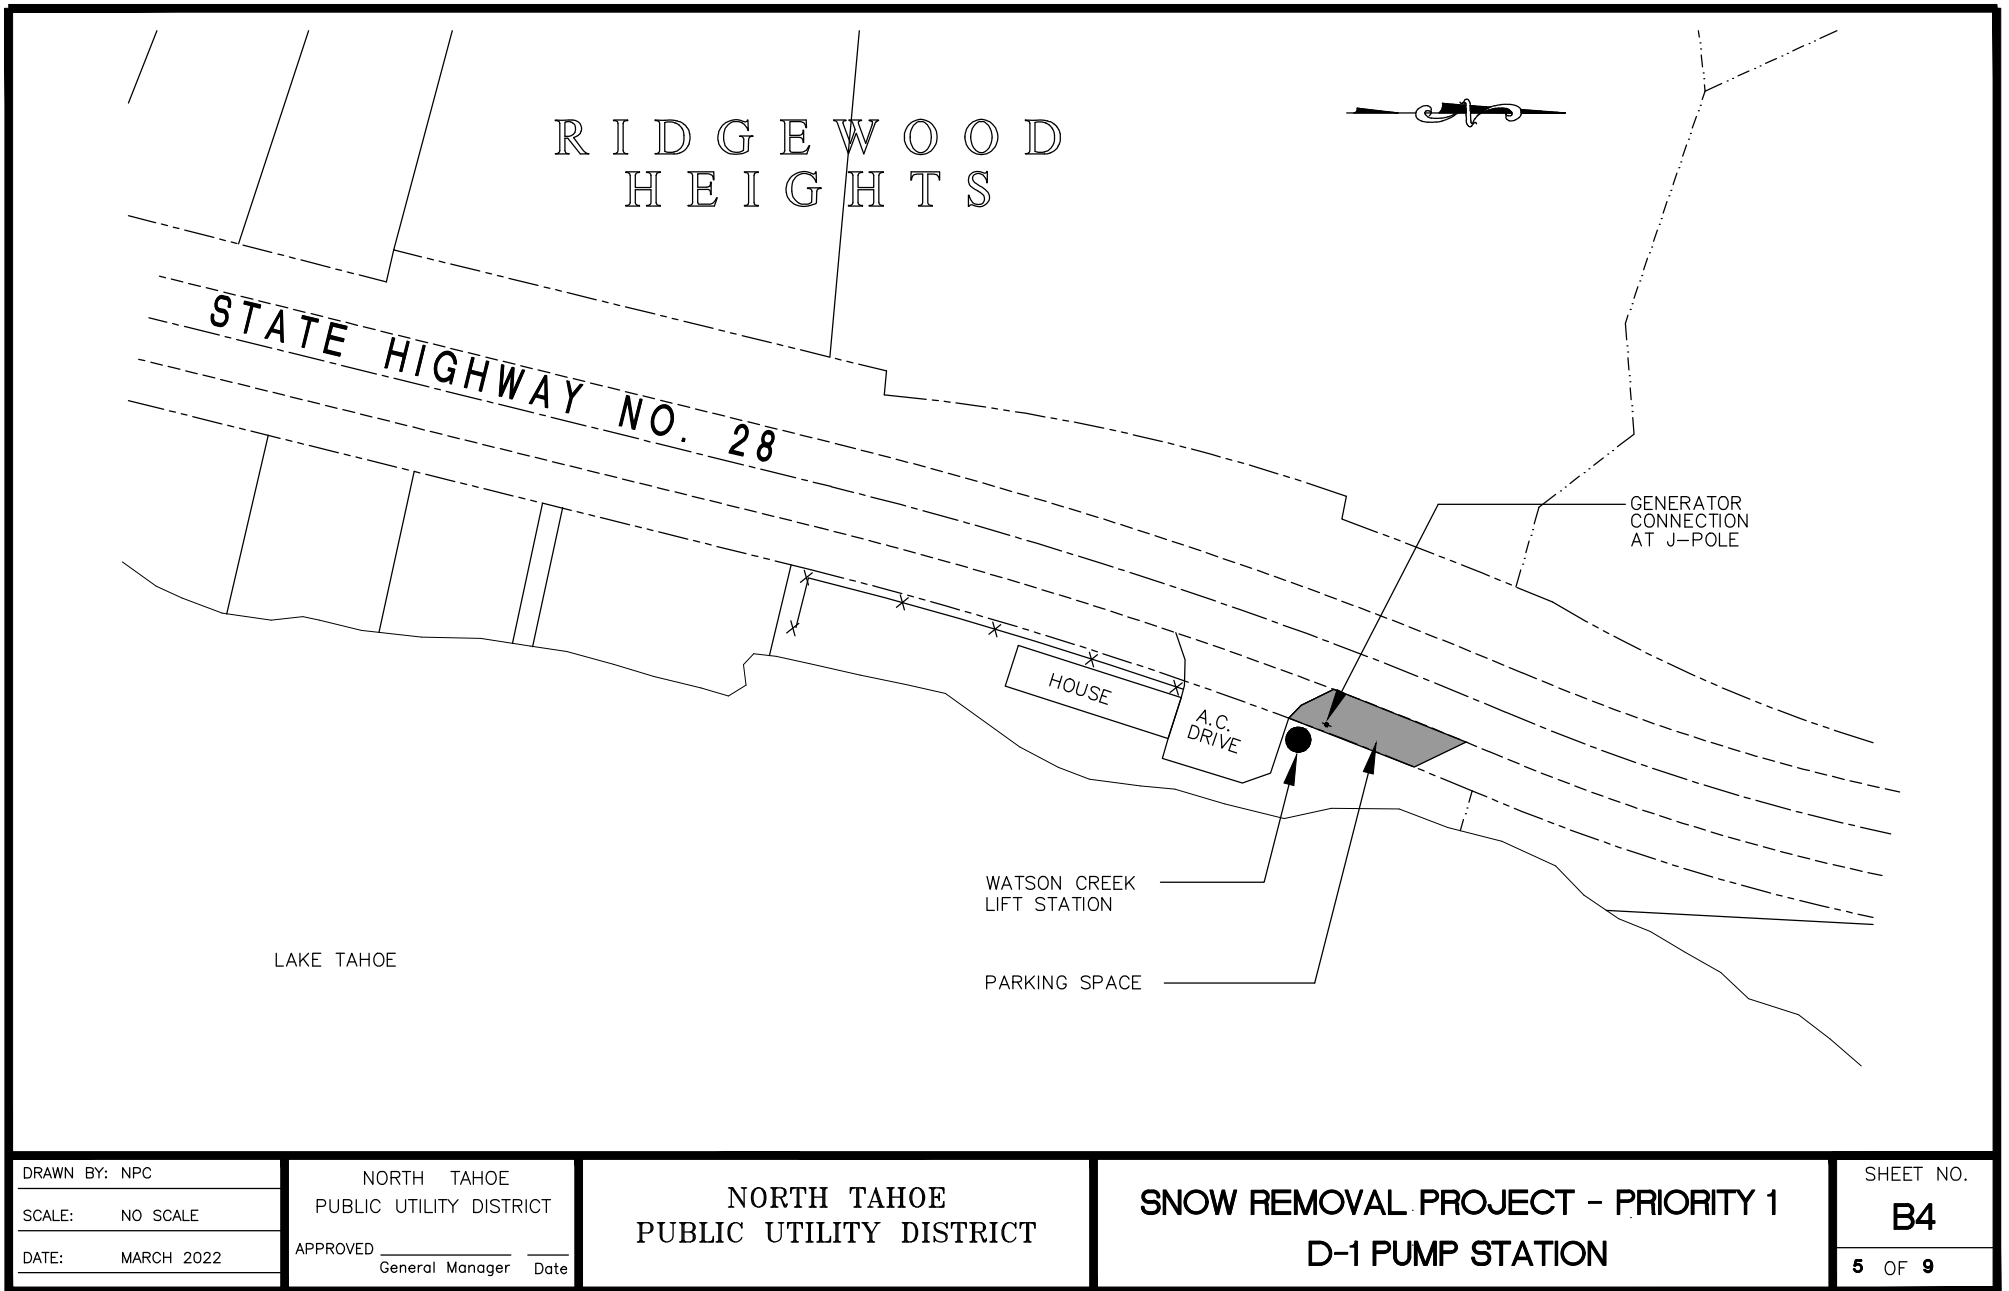 RIDGEWOOD
HEIGHTS
STATE HIGHWAY NO. 28
GENERATOR
CONNECTION
AT J-POLE
HOUSE
A.C.
DRIVE
WATSON CREEK
LIFT STATION
PARKING SPACE
LAKE TAHOE
DRAWN BY: NPC
SCALE: NO SCALE
DATE: MARCH 2022
NORTH TAHOE
PUBLIC UTILITY DISTRICT
APPROVED
General Manager Date
NORTH TAHOE
PUBLIC UTILITY DISTRICT
SNOW REMOVAL PROJECT - PRIORITY 1
D-1 PUMP STATION
SHEET NO.
B4
5 OF 9